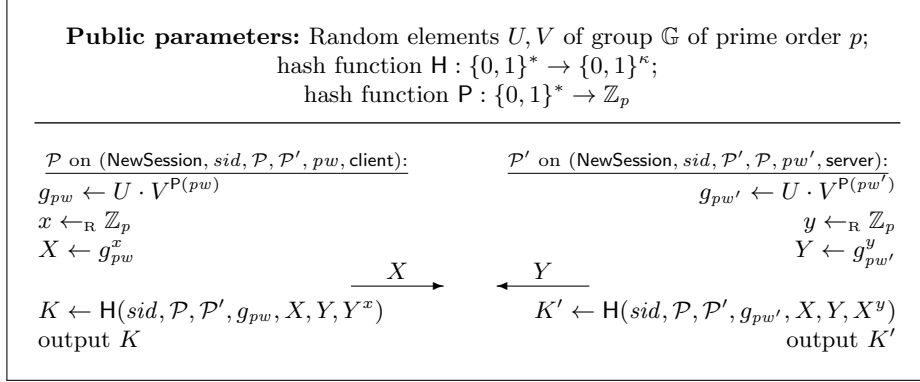 Public parameters: Random elements U, V of group 𝔾 of prime order p;
hash function H : {0, 1}* → {0, 1}^κ;
hash function P : {0, 1}* → ℤ_p
𝒫 on (NewSession, sid, 𝒫, 𝒫′, pw, client):
g_pw ← U · V^P(pw)
x ←_R ℤ_p
X ← g_pw^x
X
K ← H(sid, 𝒫, 𝒫′, g_pw, X, Y, Y^x)
output K
𝒫′ on (NewSession, sid, 𝒫′, 𝒫, pw′, server):
g_pw′ ← U · V^P(pw′)
y ←_R ℤ_p
Y ← g_pw′^y
Y
K′ ← H(sid, 𝒫, 𝒫′, g_pw′, X, Y, X^y)
output K′